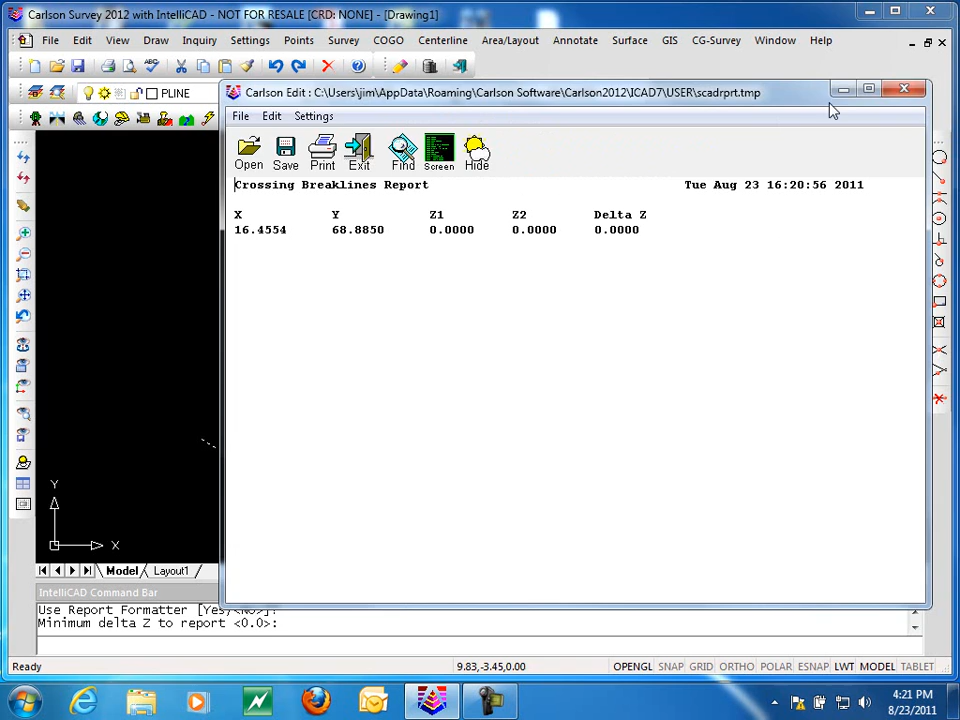 Carlson Survey 2012 with IntelliCAD - NOT FOR RESALE [CRD: NONE] - [Drawing1]
File Edit View Draw Inquiry Settings Points Survey COGO Centerline Area/Layout Annotate Surface GIS CG-Survey Window Help
ABC
PLINE
Carlson Edit : C:\Users\jim\AppData\Roaming\Carlson Software\Carlson2012\ICAD7\USER\scadrprt.tmp
File Edit Settings
Open Save Print Exit Find Screen Hide
Crossing Breaklines Report Tue Aug 23 16:20:56 2011
X Y Z1 Z2 Delta Z
16.4554 68.8850 0.0000 0.0000 0.0000
Y
X
Model Layout1
IntelliCAD Command Bar
Use Report Formatter [Yes/<No>]:
Minimum delta Z to report <0.0>:
Ready 9.83,-3.45,0.00 OPENGL SNAP GRID ORTHO POLAR ESNAP LWT MODEL TABLET
4:21 PM
8/23/2011